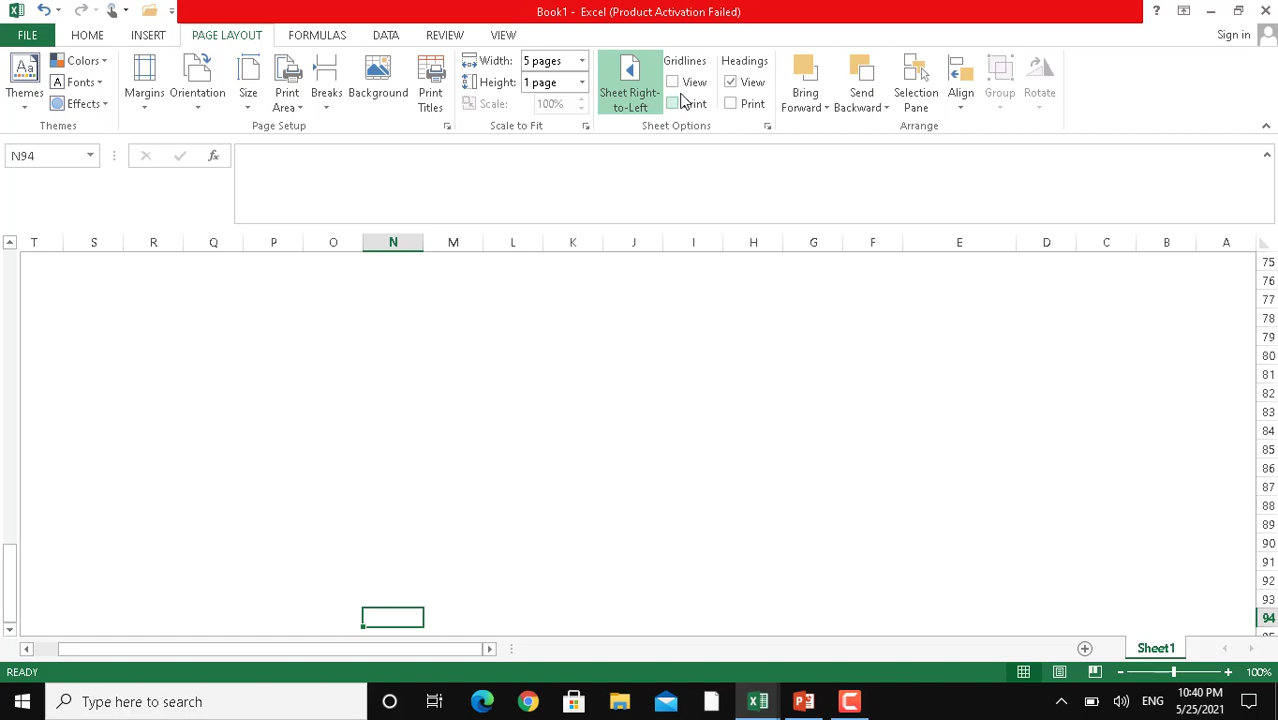 Book1 - Excel (Product Activation Failed)
FILE HOME INSERT PAGE LAYOUT FORMULAS DATA REVIEW VIEW Sign in
Themes
Colors
Fonts
Effects
Themes
Margins
Orientation
Size
Print Area
Breaks
Background
Print Titles
Page Setup
Width: 5 pages
Height: 1 page
Scale: 100%
Scale to Fit
Sheet Right-to-Left
Gridlines
View
Print
Headings
View
Print
Sheet Options
Bring Forward
Send Backward
Selection Pane
Align
Group
Rotate
Arrange
N94
fx
T S R Q P O N M L K J I H G F E D C B A
75
76
77
78
79
80
81
82
83
84
85
86
87
88
89
90
91
92
93
94
Sheet1
READY 100%
Type here to search
ENG
10:40 PM
5/25/2021